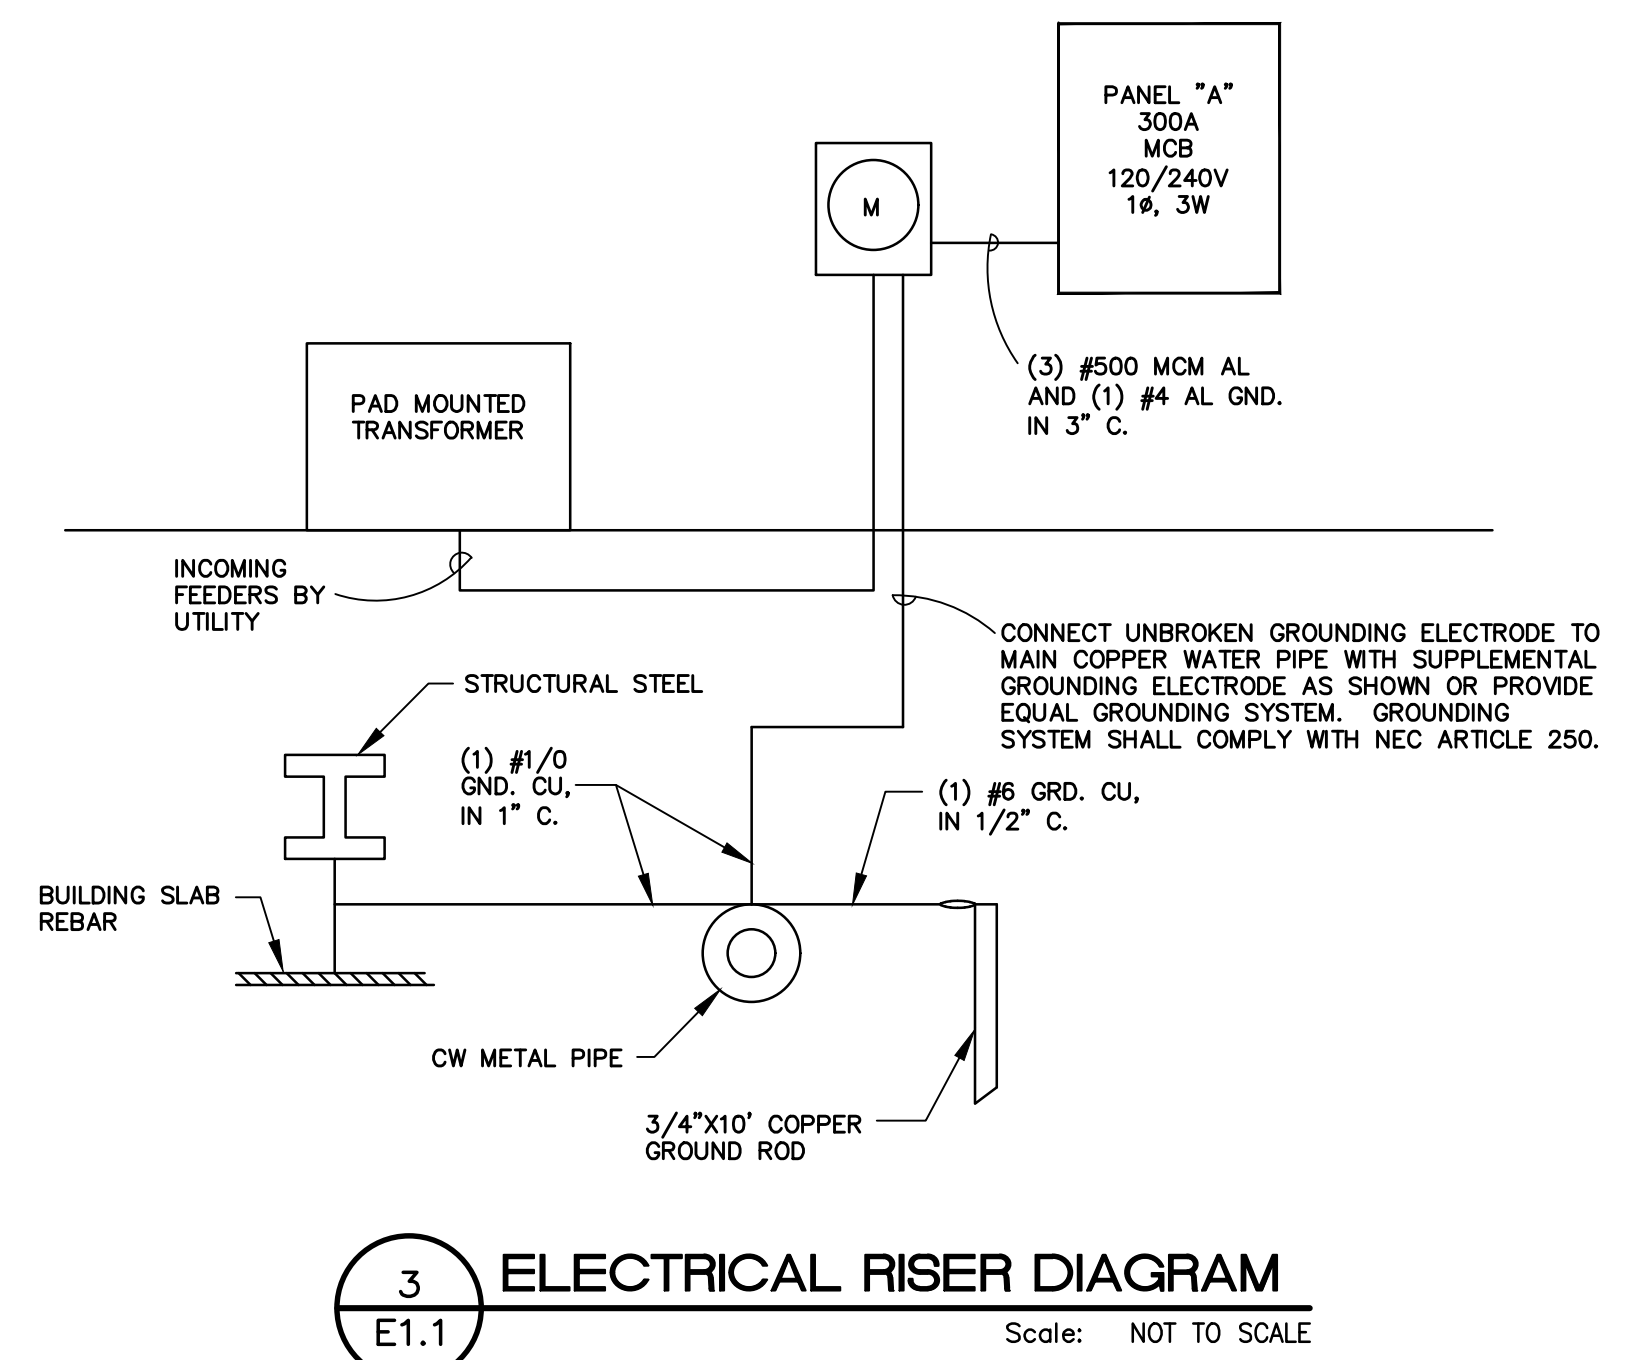 PANEL "A"
300A
MCB
120/240V
1ø, 3W
M
(3) #500 MCM AL
AND (1) #4 AL GND.
IN 3" C.
PAD MOUNTED
TRANSFORMER
INCOMING
FEEDERS BY
UTILITY
CONNECT UNBROKEN GROUNDING ELECTRODE TO
MAIN COPPER WATER PIPE WITH SUPPLEMENTAL
GROUNDING ELECTRODE AS SHOWN OR PROVIDE
EQUAL GROUNDING SYSTEM. GROUNDING
SYSTEM SHALL COMPLY WITH NEC ARTICLE 250.
STRUCTURAL STEEL
(1) #1/0
GND. CU,
IN 1" C.
(1) #6 GRD. CU,
IN 1/2" C.
BUILDING SLAB
REBAR
CW METAL PIPE
3/4"X10' COPPER
GROUND ROD
3
E1.1
ELECTRICAL RISER DIAGRAM
Scale: NOT TO SCALE